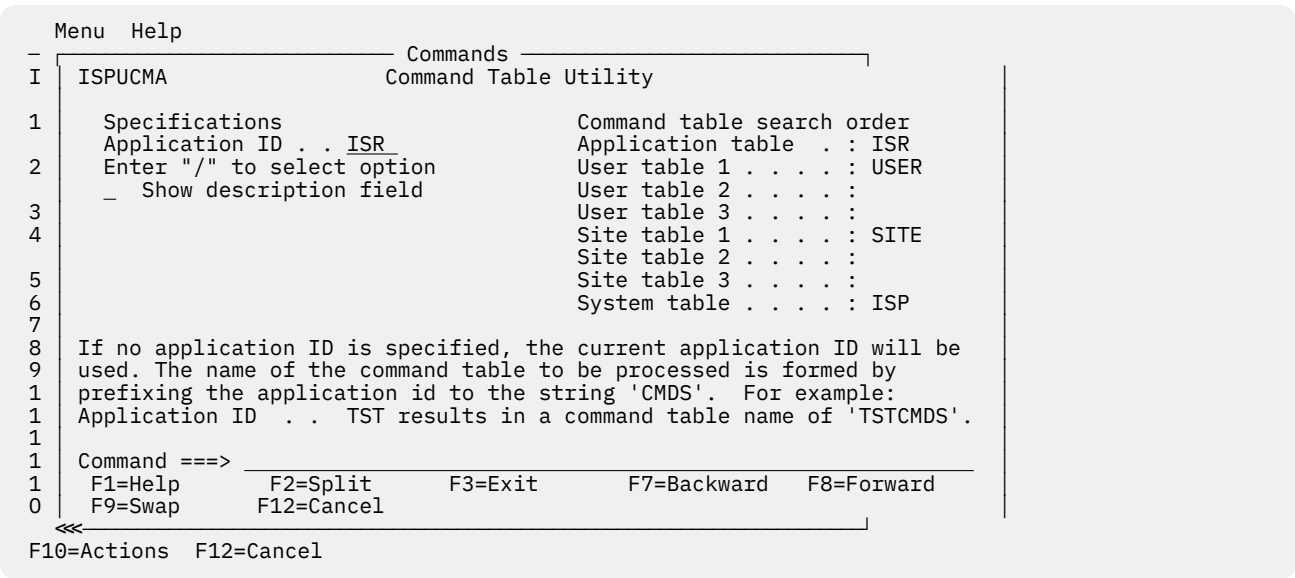 Menu Help
– Commands
I ISPUCMA Command Table Utility
1 Specifications Command table search order
Application ID . . ISR Application table . : ISR
2 Enter "/" to select option User table 1 . . . . : USER
_ Show description field User table 2 . . . . :
3 User table 3 . . . . :
4 Site table 1 . . . . : SITE
Site table 2 . . . . :
5 Site table 3 . . . . :
6 System table . . . . : ISP
7
8 If no application ID is specified, the current application ID will be
9 used. The name of the command table to be processed is formed by
1 prefixing the application id to the string 'CMDS'. For example:
1 Application ID . . TST results in a command table name of 'TSTCMDS'.
1
1 Command ===>
1 F1=Help F2=Split F3=Exit F7=Backward F8=Forward
O F9=Swap F12=Cancel
<<<
F10=Actions F12=Cancel